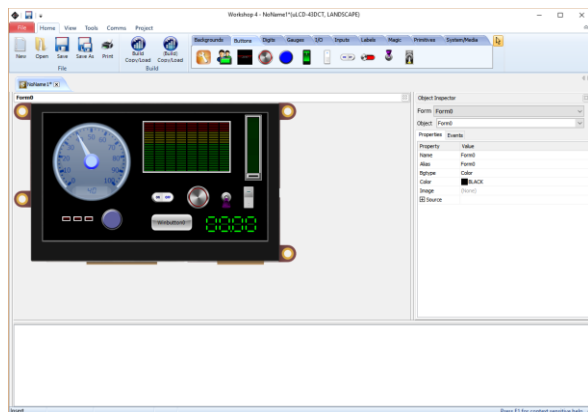 Workshop 4 - NoName1*(uLCD-43DCT, LANDSCAPE)
File Home View Tools Comms Project
New Open Save Save As Print Build Copy/Load (Build) Copy/Load
File Build
Backgrounds Buttons Digits Gauges I/O Inputs Labels Magic Primitives System/Media
NoName1*
Form0
Object Inspector
Form Form0
Object Form0
Properties Events
Property Value
Name Form0
Alias Form0
Bgtype Color
Color BLACK
Image (None)
Source
Winbutton0
Insert Press F1 for context sensitive help